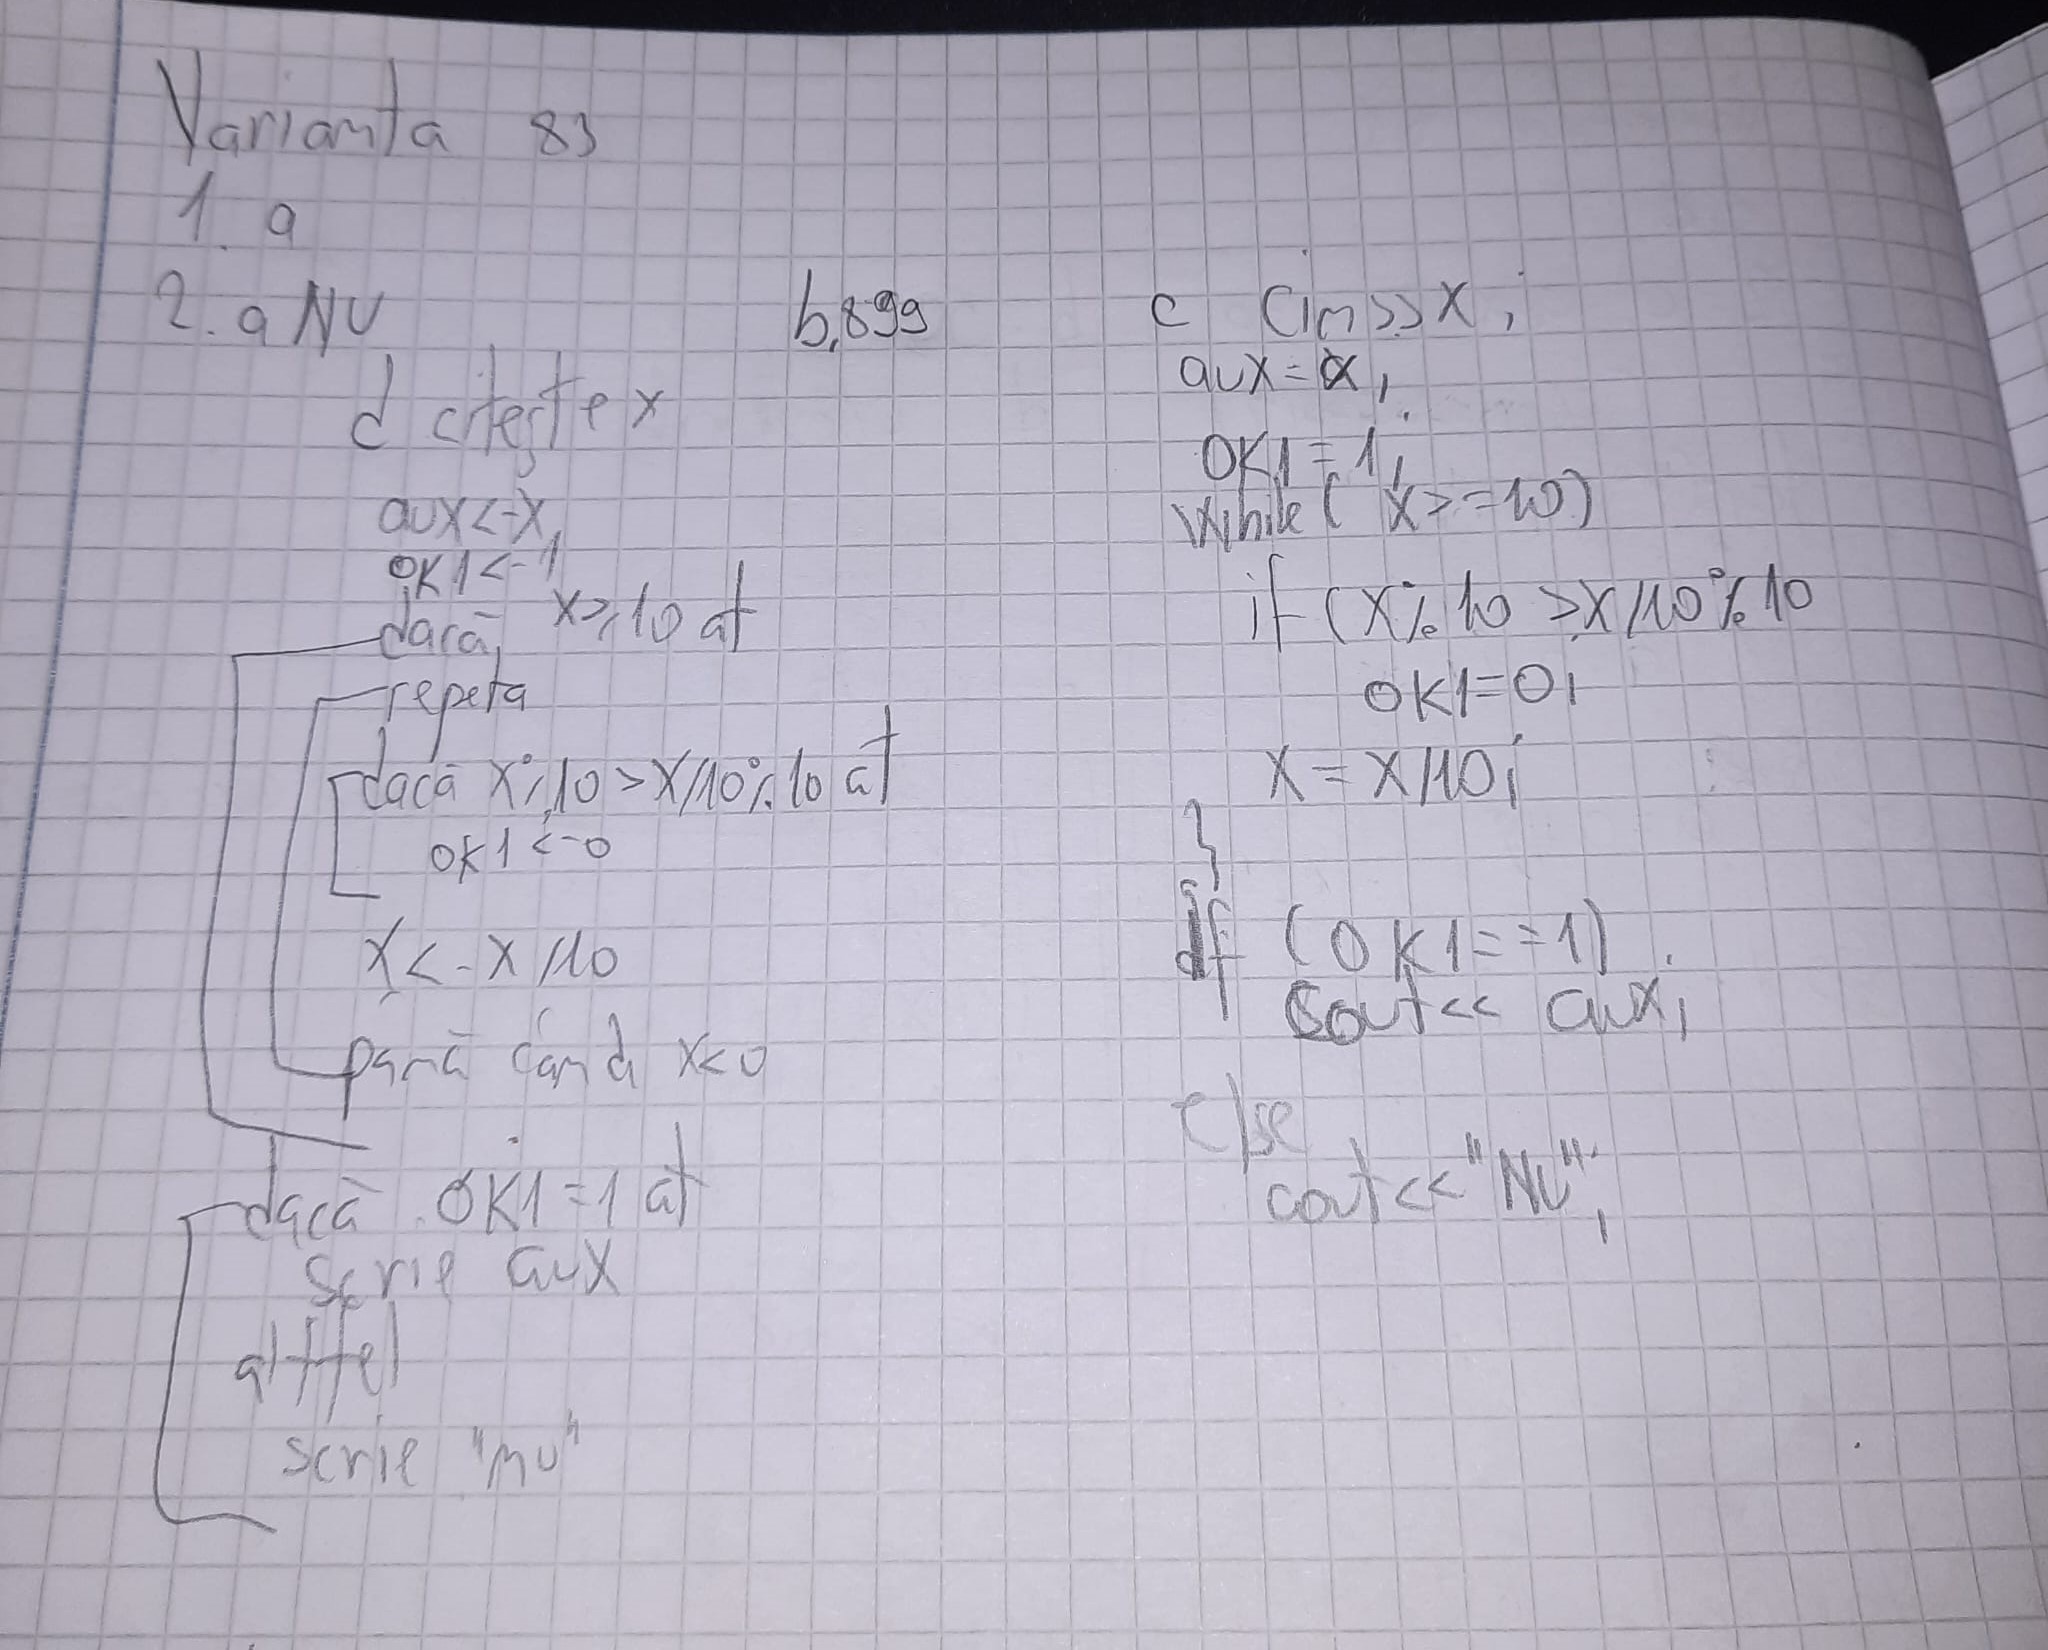 Varianta 83
1. a
2. a NU
b, 899
d citește x
aux<-x,
ok1<-1
dacă x>,10 at
repeta
dacă x%10>x/10%10 at
ok1<-0
x<-x/10
pană cand x<0
dacă ok1=1 at
scrie aux
altfel
scrie "nu"
c cin>>x;
aux=x;
OK1=1;
While( x>=10)
if (x%10 >x/10%10
ok1=0;
x=x/10;
}
if (OK1==1)
cout<< aux;
else
cout<<"NU";